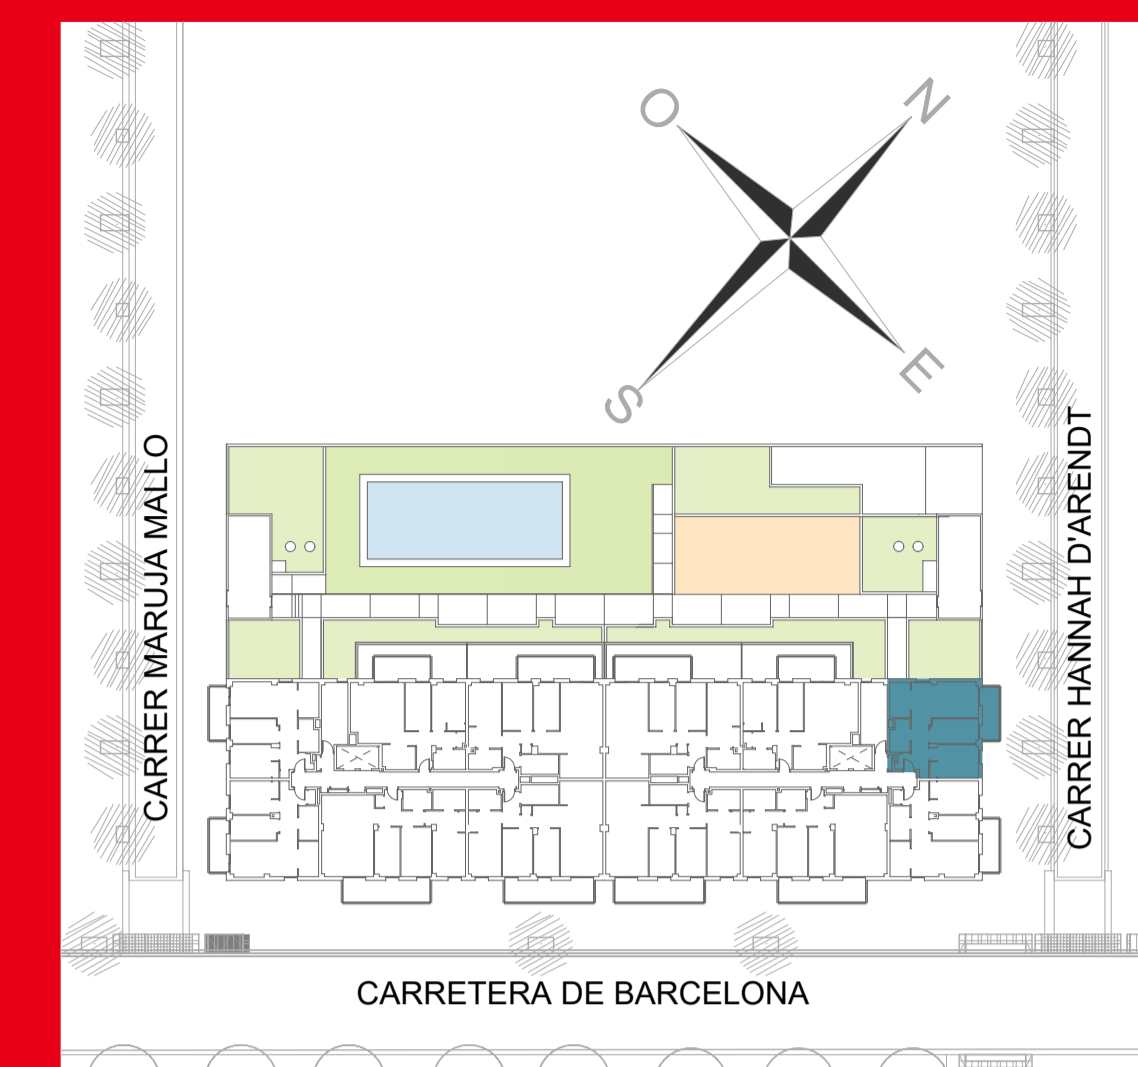 O
N
S
E
CARRER MARUJA MALLO
CARRER HANNAH D'ARENDT
CARRETERA DE BARCELONA